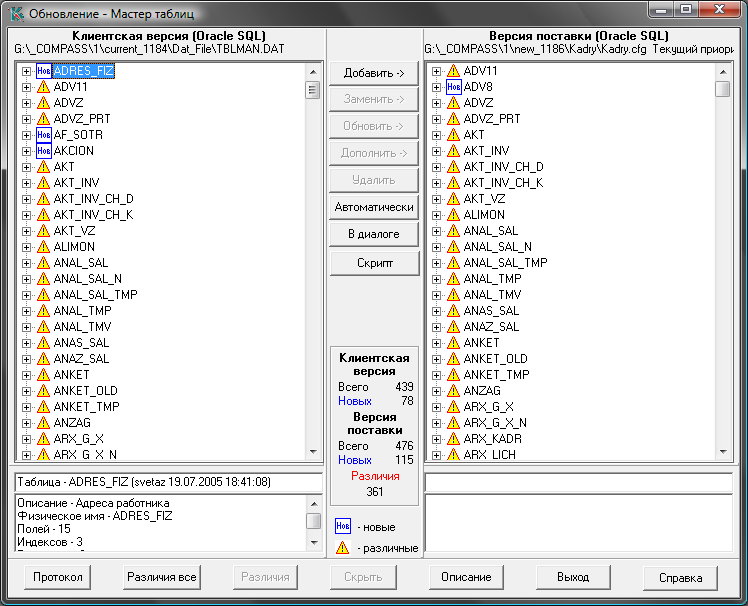 Обновление - Мастер таблиц
Клиентская версия (Oracle SQL)
G:\_COMPASS\1\current_1184\Dat_File\TBLMAN.DAT
Нов ADRES_FIZ
ADV11
ADVZ
ADVZ_PRT
Нов AF_SOTR
Нов AKCION
AKT
AKT_INV
AKT_INV_CH_D
AKT_INV_CH_K
AKT_VZ
ALIMON
ANAL_SAL
ANAL_SAL_N
ANAL_SAL_TMP
ANAL_TMP
ANAL_TMV
ANAS_SAL
ANAZ_SAL
ANKET
ANKET_OLD
ANKET_TMP
ANZAG
ARX_G_X
ARX_G_X_N
Таблица - ADRES_FIZ (svetaz 19.07.2005 18:41:08)
Описание - Адреса работника
Физическое имя - ADRES_FIZ
Полей - 15
Индексов - 3
Добавить ->
Заменить ->
Обновить ->
Дополнить ->
Удалить
Автоматически
В диалоге
Скрипт
Клиентская
версия
Всего 439
Новых 78
Версия
поставки
Всего 476
Новых 115
Различия
361
Нов - новые
- различные
Версия поставки (Oracle SQL)
G:\_COMPASS\1\new_1186\Kadry\Kadry.cfg Текущий приори
ADV11
Нов ADV8
ADVZ
ADVZ_PRT
AKT
AKT_INV
AKT_INV_CH_D
AKT_INV_CH_K
AKT_VZ
ALIMON
ANAL_SAL
ANAL_SAL_N
ANAL_SAL_TMP
ANAL_TMP
ANAL_TMV
ANAS_SAL
ANAZ_SAL
ANKET
ANKET_OLD
ANKET_TMP
ANZAG
ARX_G_X
ARX_G_X_N
ARX_KADR
ARX_LICH
Протокол
Различия все
Различия
Скрыть
Описание
Выход
Справка